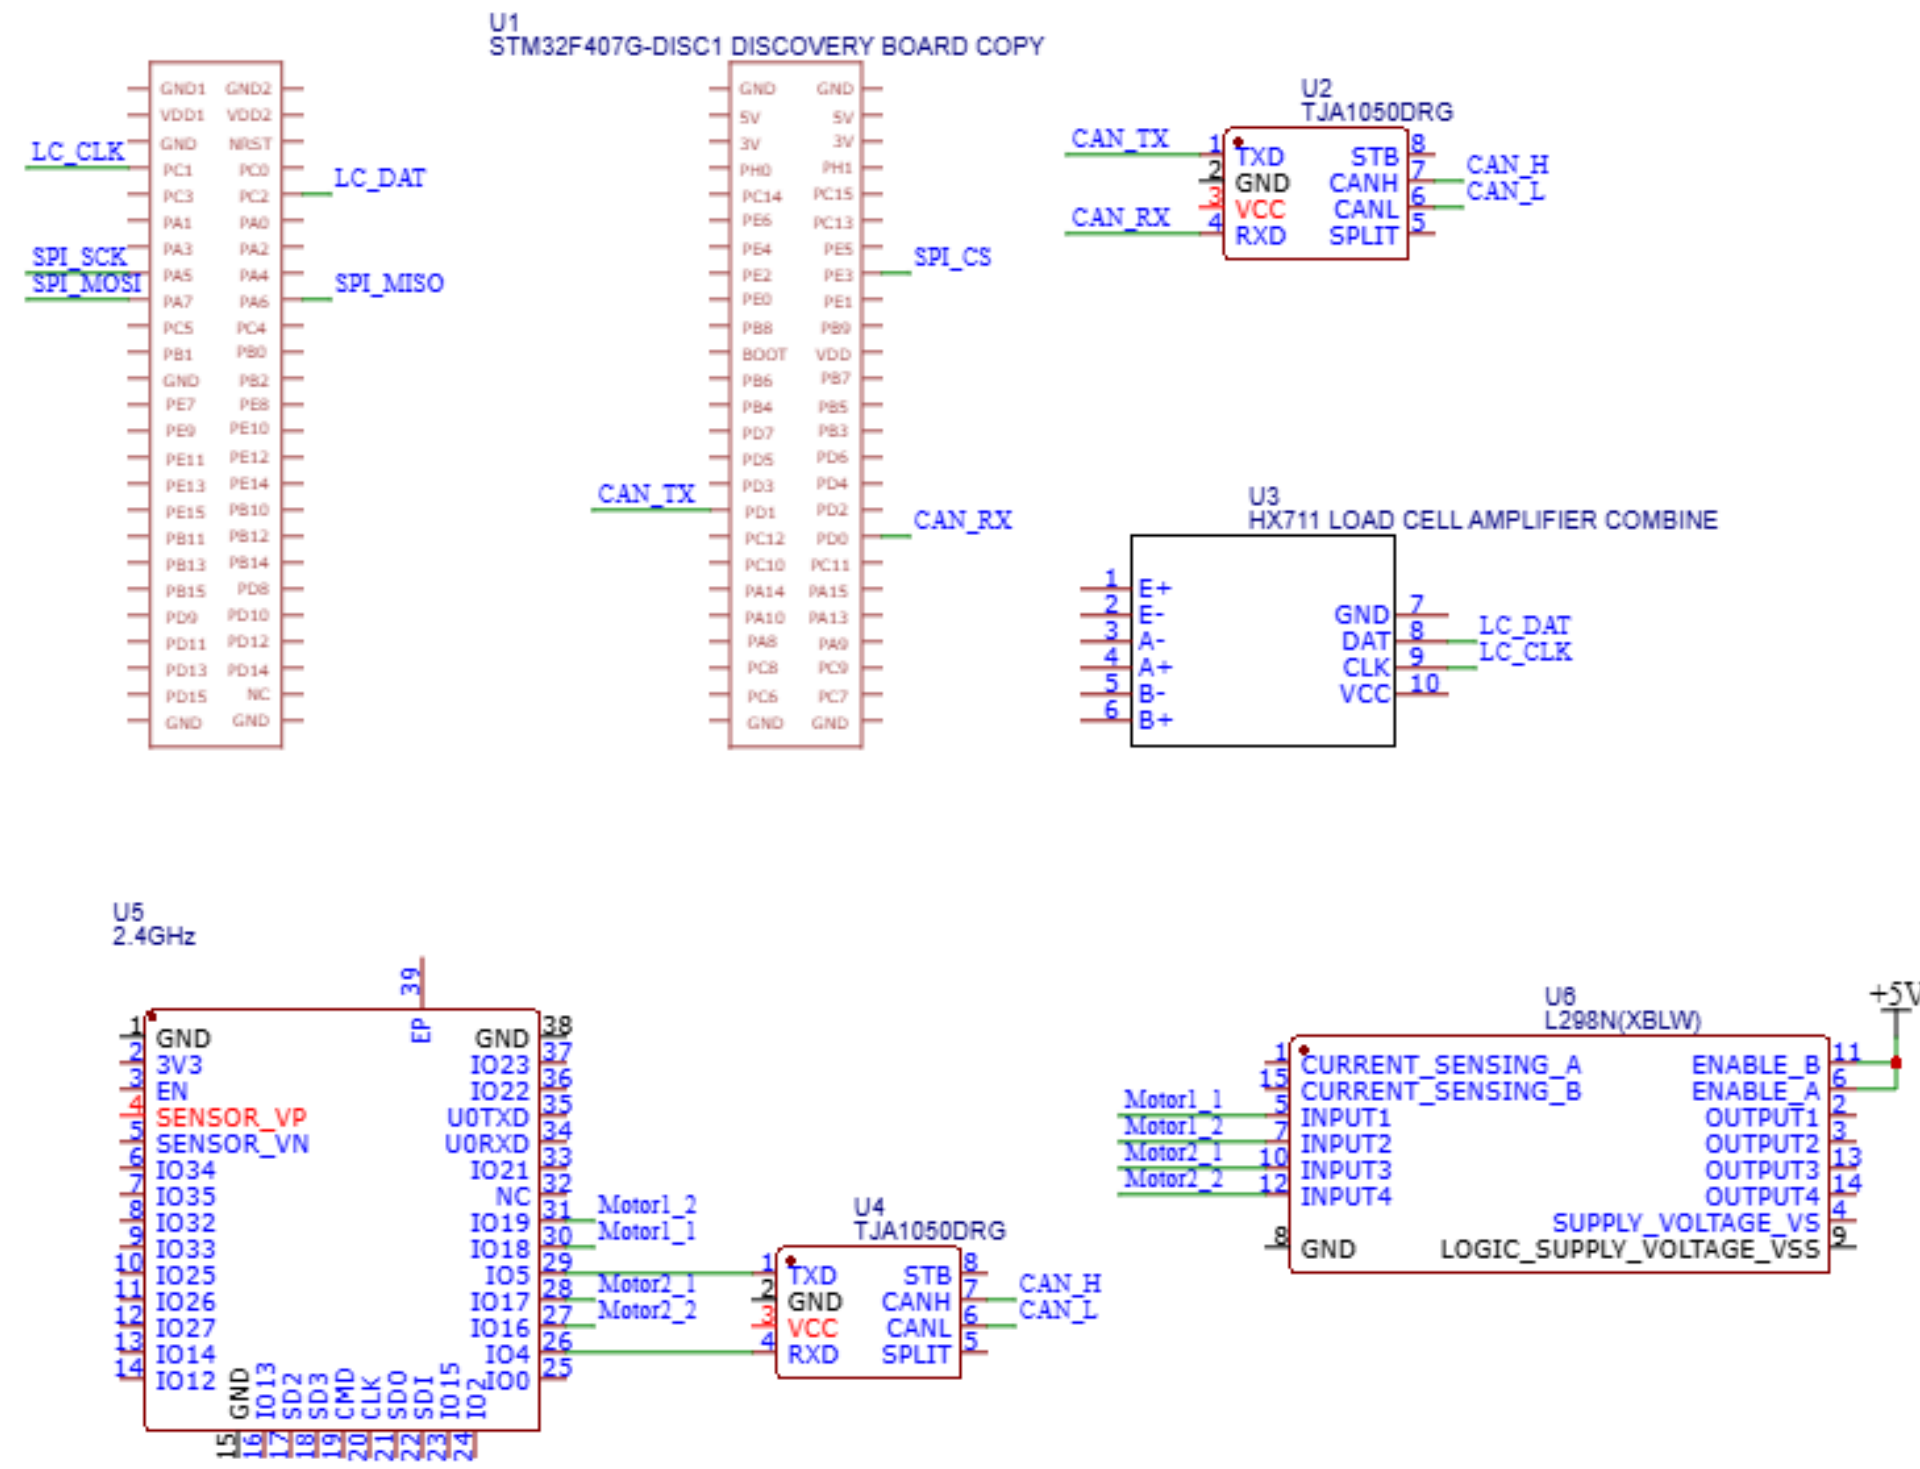 U1
STM32F407G-DISC1 DISCOVERY BOARD COPY
GND1 GND2
VDD1 VDD2
GND NRST
LC_CLK PC1 PC0
PC3 PC2 LC_DAT
PA1 PA0
PA3 PA2
SPI_SCK PA5 PA4
SPI_MOSI PA7 PA6 SPI_MISO
PC5 PC4
PB1 PB0
GND PB2
PE7 PE8
PE9 PE10
PE11 PE12
PE13 PE14
PE15 PB10
PB11 PB12
PB13 PB14
PB15 PD8
PD9 PD10
PD11 PD12
PD13 PD14
PD15 NC
GND GND
GND GND
5V 5V
3V 3V
PH0 PH1
PC14 PC15
PE6 PC13
PE4 PE5
PE2 PE3 SPI_CS
PE0 PE1
PB8 PB9
BOOT VDD
PB6 PB7
PB4 PB5
PD7 PB3
PD5 PD6
PD3 PD4
CAN_TX PD1 PD2
PC12 PD0 CAN_RX
PC10 PC11
PA14 PA15
PA10 PA13
PA8 PA9
PC8 PC9
PC6 PC7
GND GND
U2
TJA1050DRG
CAN_TX 1 TXD STB 8
2 GND CANH 7 CAN_H
3 VCC CANL 6 CAN_L
CAN_RX 4 RXD SPLIT 5
U3
HX711 LOAD CELL AMPLIFIER COMBINE
1 E+
2 E- GND 7
3 A- DAT 8 LC_DAT
4 A+ CLK 9 LC_CLK
5 B- VCC 10
6 B+
U5
2.4GHz
39
EP
1 GND GND 38
2 3V3 IO23 37
3 EN IO22 36
4 SENSOR_VP U0TXD 35
5 SENSOR_VN U0RXD 34
6 IO34 IO21 33
7 IO35 NC 32
8 IO32 IO19 31 Motor1_2
9 IO33 IO18 30 Motor1_1
10 IO25 IO5 29
11 IO26 IO17 28 Motor2_1
12 IO27 IO16 27 Motor2_2
13 IO14 IO4 26
14 IO12 IO0 25
GND IO13 SD2 SD3 CMD CLK SDO SDI IO15 IO2
15 16 17 18 19 20 21 22 23 24
U4
TJA1050DRG
1 TXD STB 8
2 GND CANH 7 CAN_H
3 VCC CANL 6 CAN_L
4 RXD SPLIT 5
U6
L298N(XBLW)
+5V
1 CURRENT_SENSING_A ENABLE_B 11
15 CURRENT_SENSING_B ENABLE_A 6
Motor1_1 5 INPUT1 OUTPUT1 2
Motor1_2 7 INPUT2 OUTPUT2 3
Motor2_1 10 INPUT3 OUTPUT3 13
Motor2_2 12 INPUT4 OUTPUT4 14
SUPPLY_VOLTAGE_VS 4
8 GND LOGIC_SUPPLY_VOLTAGE_VSS 9